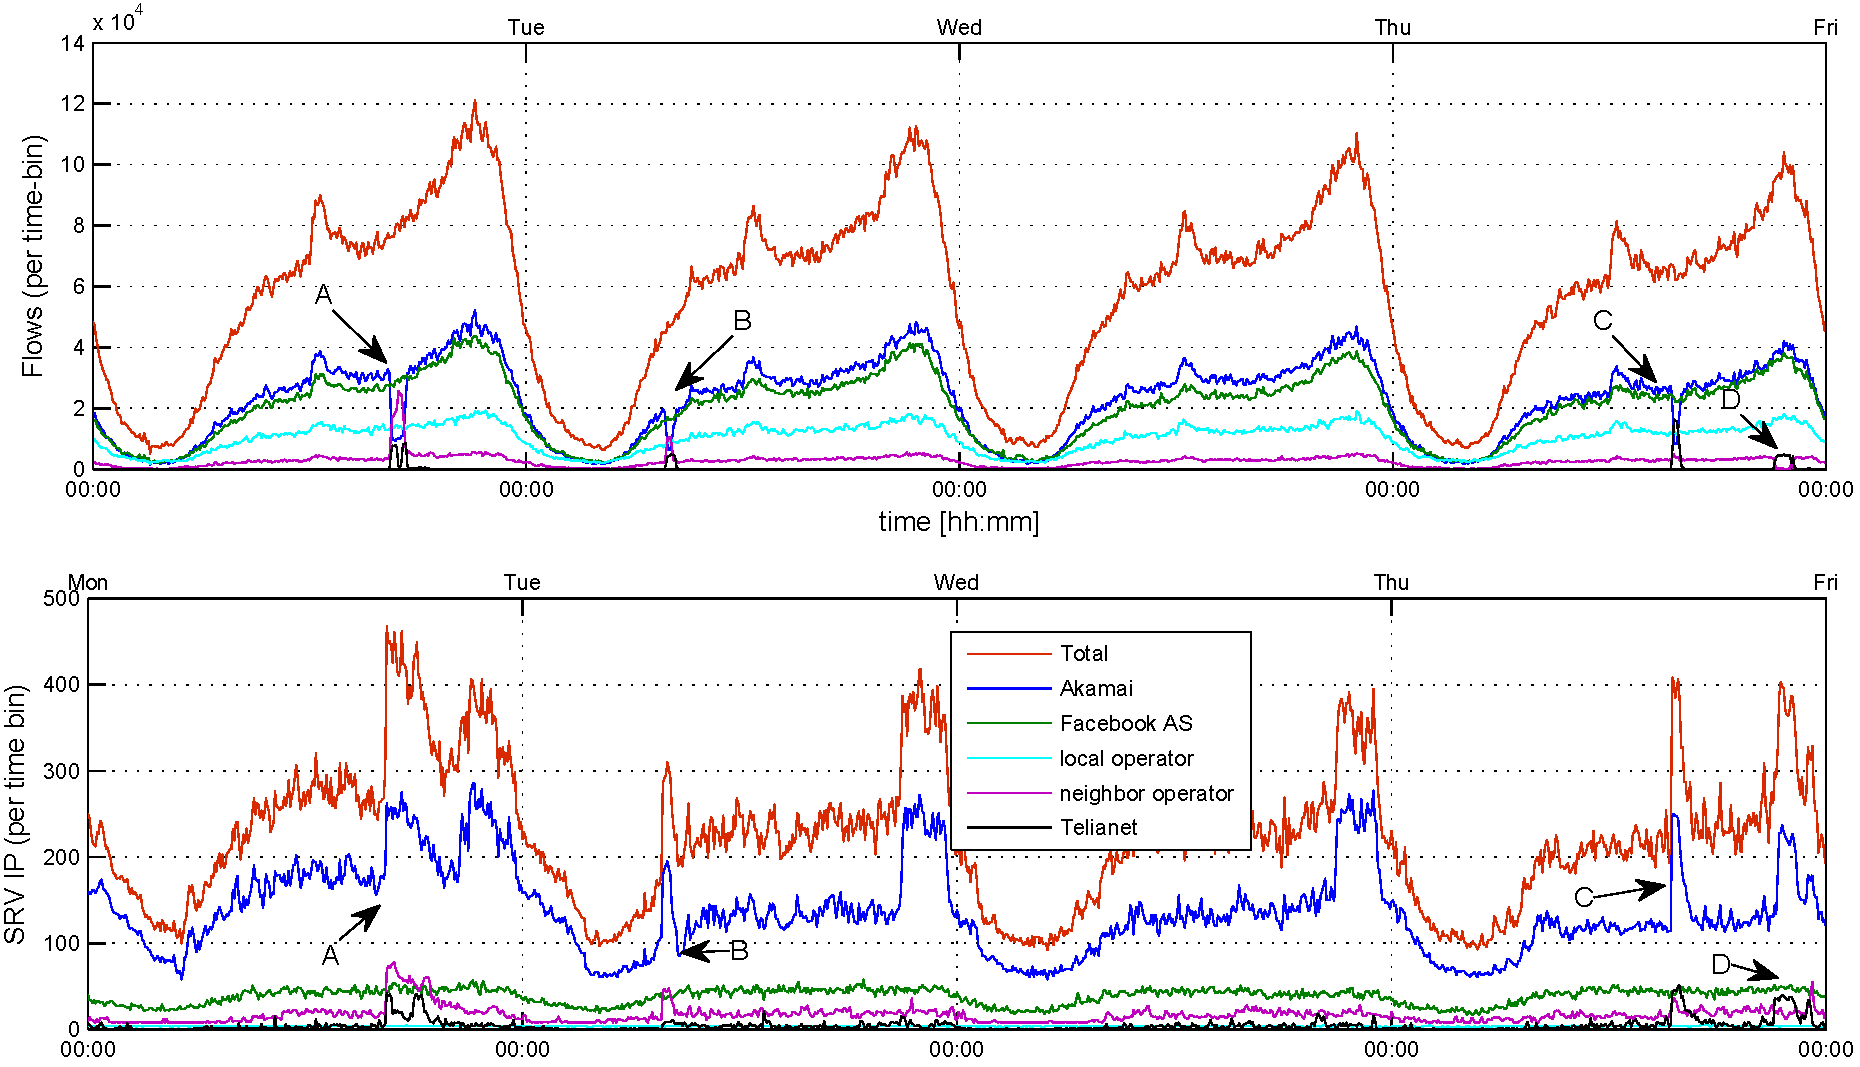 x 10^4
Tue Wed Thu Fri
14
12
10
8
6
4
2
0
Flows (per time-bin)
A
B
C
D
00:00 00:00 00:00 00:00 00:00
time [hh:mm]
Mon Tue Wed Thu Fri
500
400
300
200
100
0
SRV IP (per time bin)
Total
Akamai
Facebook AS
local operator
neighbor operator
Telianet
A
B
C
D
00:00 00:00 00:00 00:00 00:00